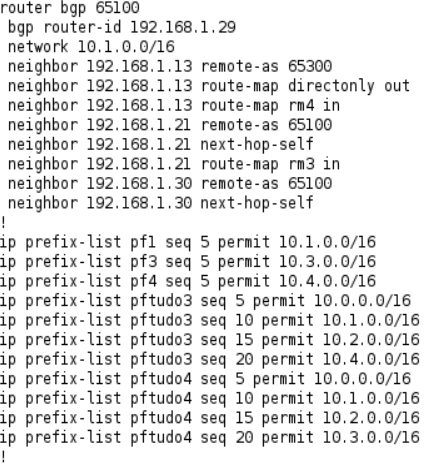 router bgp 65100
bgp router-id 192.168.1.29
network 10.1.0.0/16
neighbor 192.168.1.13 remote-as 65300
neighbor 192.168.1.13 route-map directonly out
neighbor 192.168.1.13 route-map rm4 in
neighbor 192.168.1.21 remote-as 65100
neighbor 192.168.1.21 next-hop-self
neighbor 192.168.1.21 route-map rm3 in
neighbor 192.168.1.30 remote-as 65100
neighbor 192.168.1.30 next-hop-self
!
ip prefix-list pf1 seq 5 permit 10.1.0.0/16
ip prefix-list pf3 seq 5 permit 10.3.0.0/16
ip prefix-list pf4 seq 5 permit 10.4.0.0/16
ip prefix-list pftudo3 seq 5 permit 10.0.0.0/16
ip prefix-list pftudo3 seq 10 permit 10.1.0.0/16
ip prefix-list pftudo3 seq 15 permit 10.2.0.0/16
ip prefix-list pftudo3 seq 20 permit 10.4.0.0/16
ip prefix-list pftudo4 seq 5 permit 10.0.0.0/16
ip prefix-list pftudo4 seq 10 permit 10.1.0.0/16
ip prefix-list pftudo4 seq 15 permit 10.2.0.0/16
ip prefix-list pftudo4 seq 20 permit 10.3.0.0/16
!